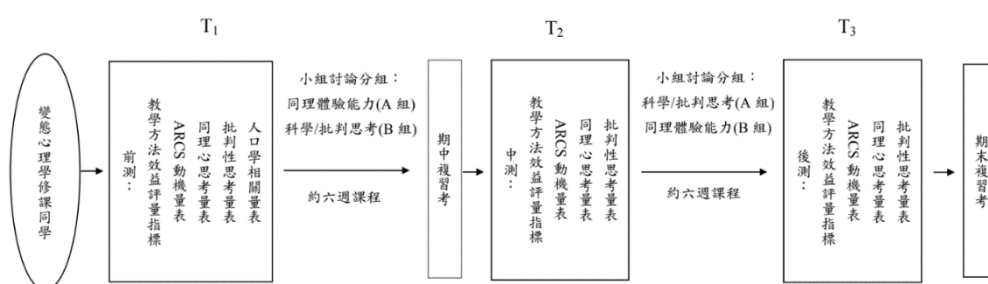 T1
T2
T3
變態心理學修課同學
前測：
教學方法效益評量指標
ARCS 動機量表
同理心思考量表
批判性思考量表
人口學相關量表
小組討論分組：
同理體驗能力(A 組)
科學/批判思考(B 組)
約六週課程
期中複習考
中測：
教學方法效益評量指標
ARCS 動機量表
同理心思考量表
批判性思考量表
小組討論分組：
科學/批判思考(A 組)
同理體驗能力(B 組)
約六週課程
後測：
教學方法效益評量指標
ARCS 動機量表
同理心思考量表
批判性思考量表
期末複習考